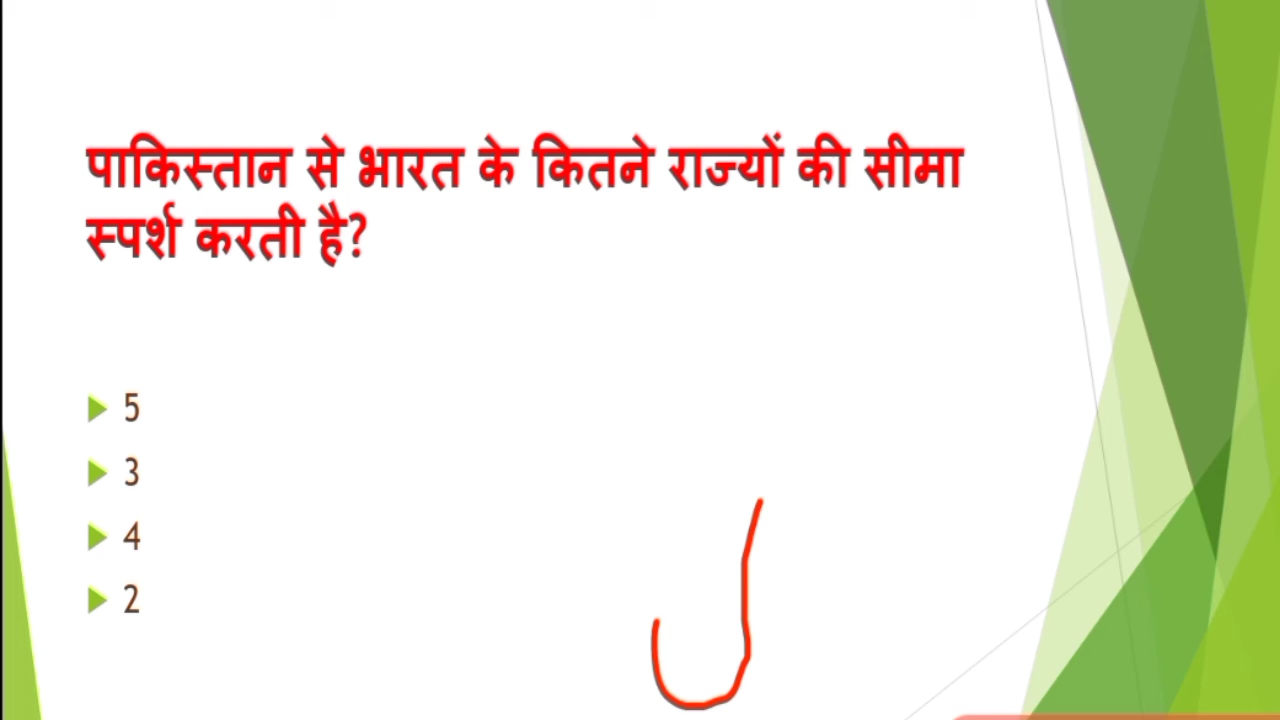 पाकिस्तान से भारत के कितने राज्यों की सीमा
स्पर्श करती है?
5
3
4
2